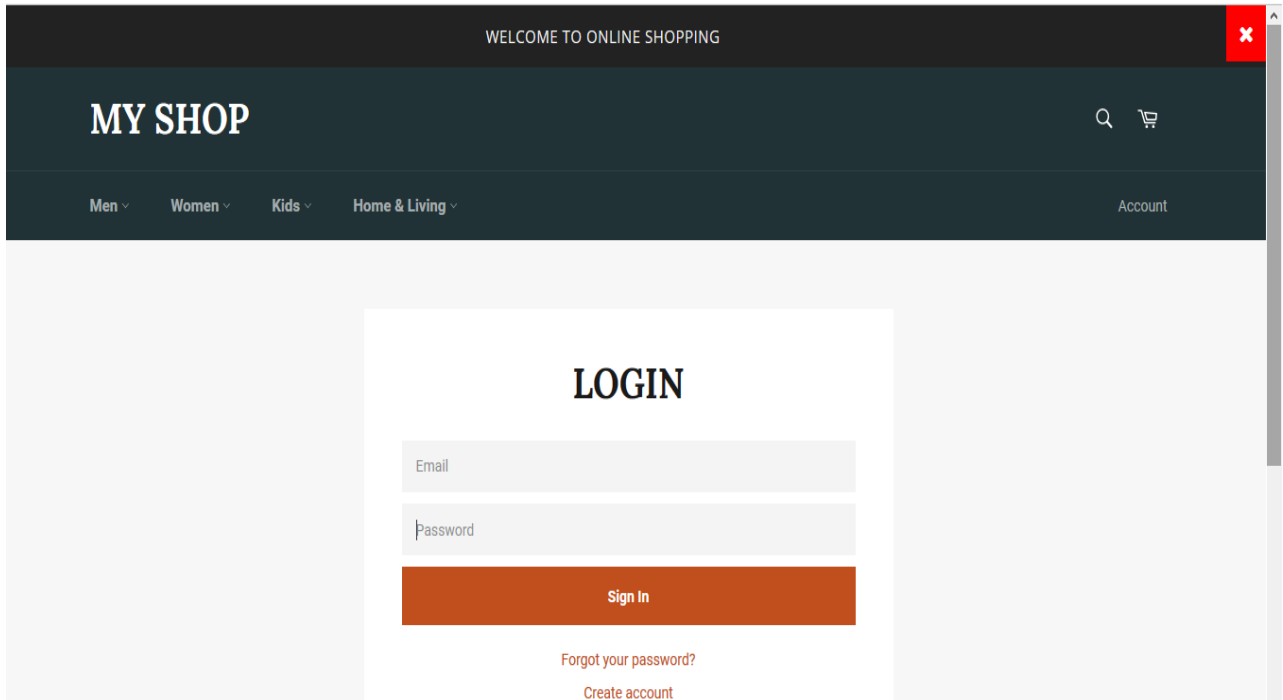 WELCOME TO ONLINE SHOPPING
MY SHOP
Men Women Kids Home & Living Account
LOGIN
Email
Password
Sign In
Forgot your password?
Create account